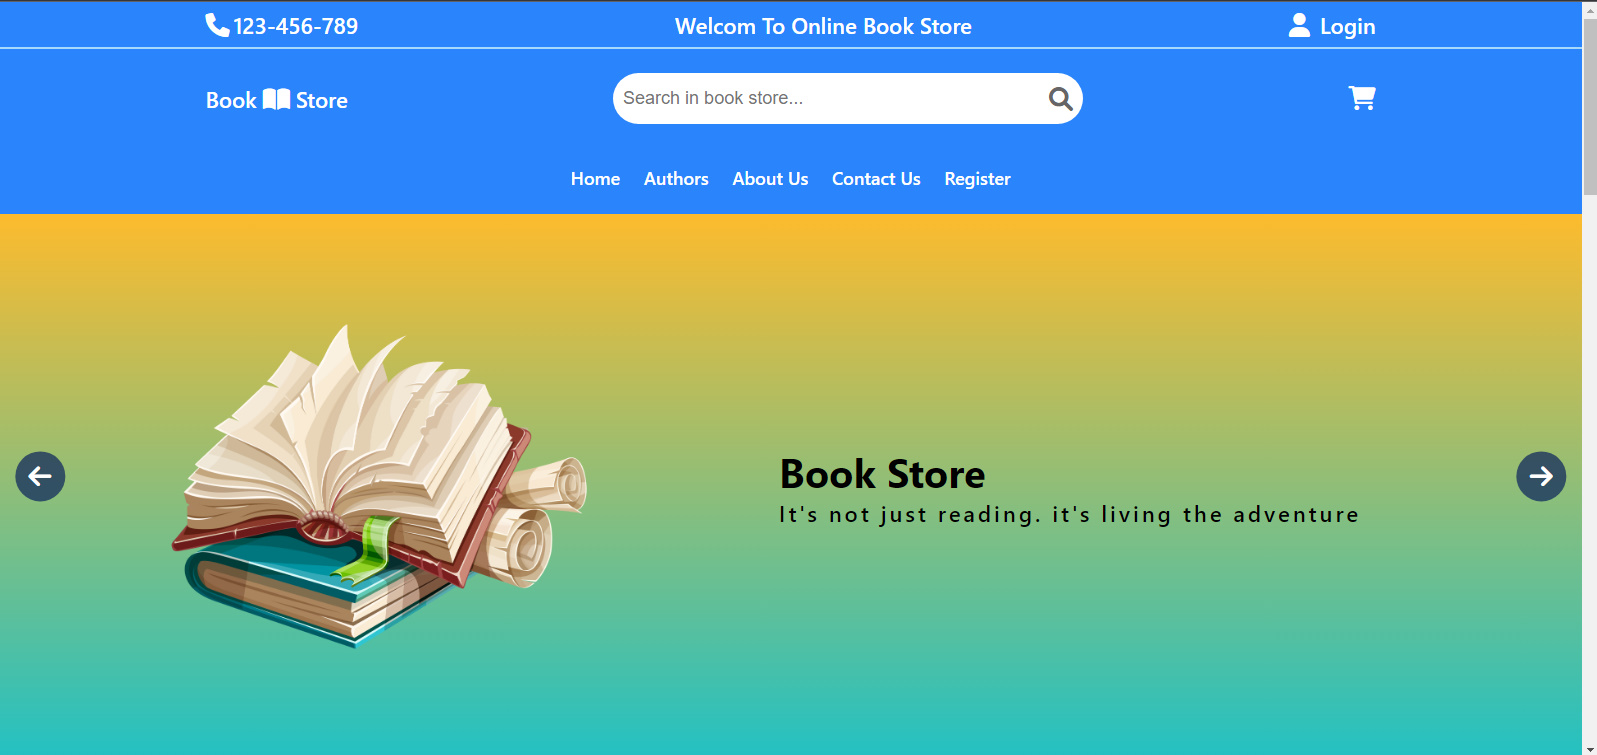 123-456-789 Welcom To Online Book Store Login
Book Store Search in book store...
Home Authors About Us Contact Us Register
Book Store
It's not just reading. it's living the adventure